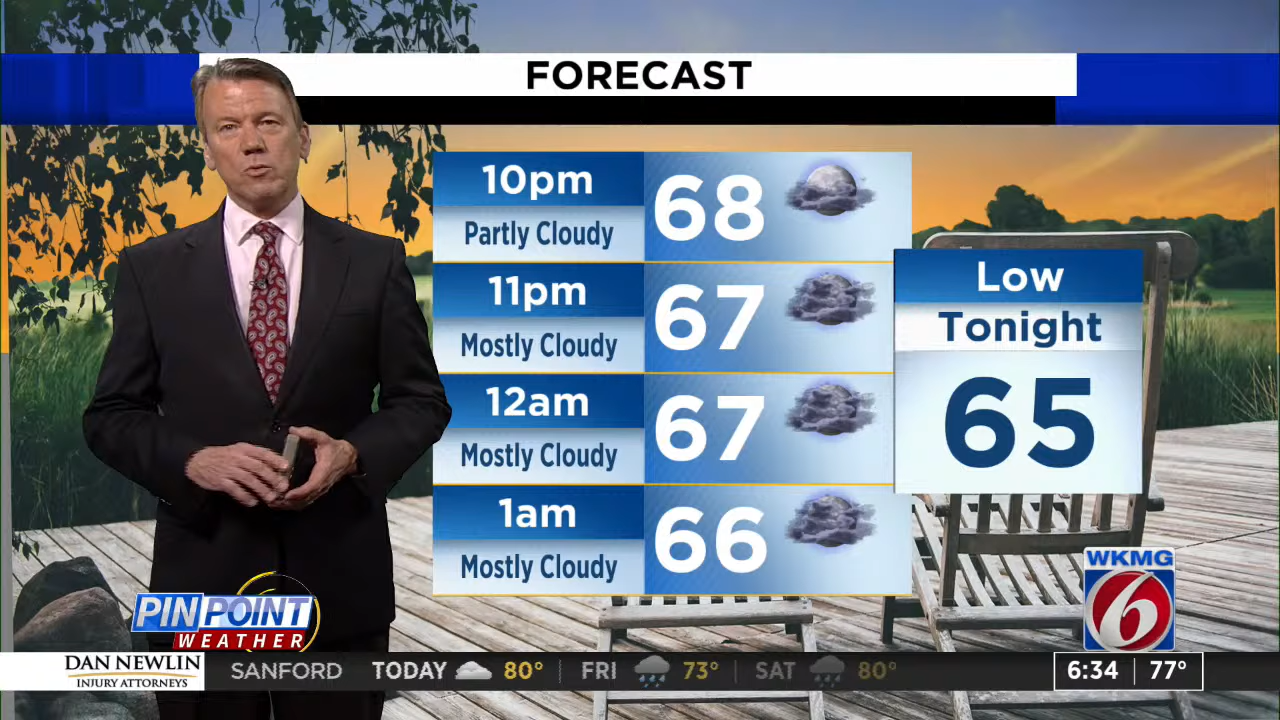 FORECAST
10pm
Partly Cloudy
68
11pm
Mostly Cloudy
67
12am
Mostly Cloudy
67
1am
Mostly Cloudy
66
Low
Tonight
65
PINPOINT
WEATHER
WKMG
6
DAN NEWLIN
INJURY ATTORNEYS
SANFORD TODAY 80° FRI 73° SAT 80°
6:34 77°